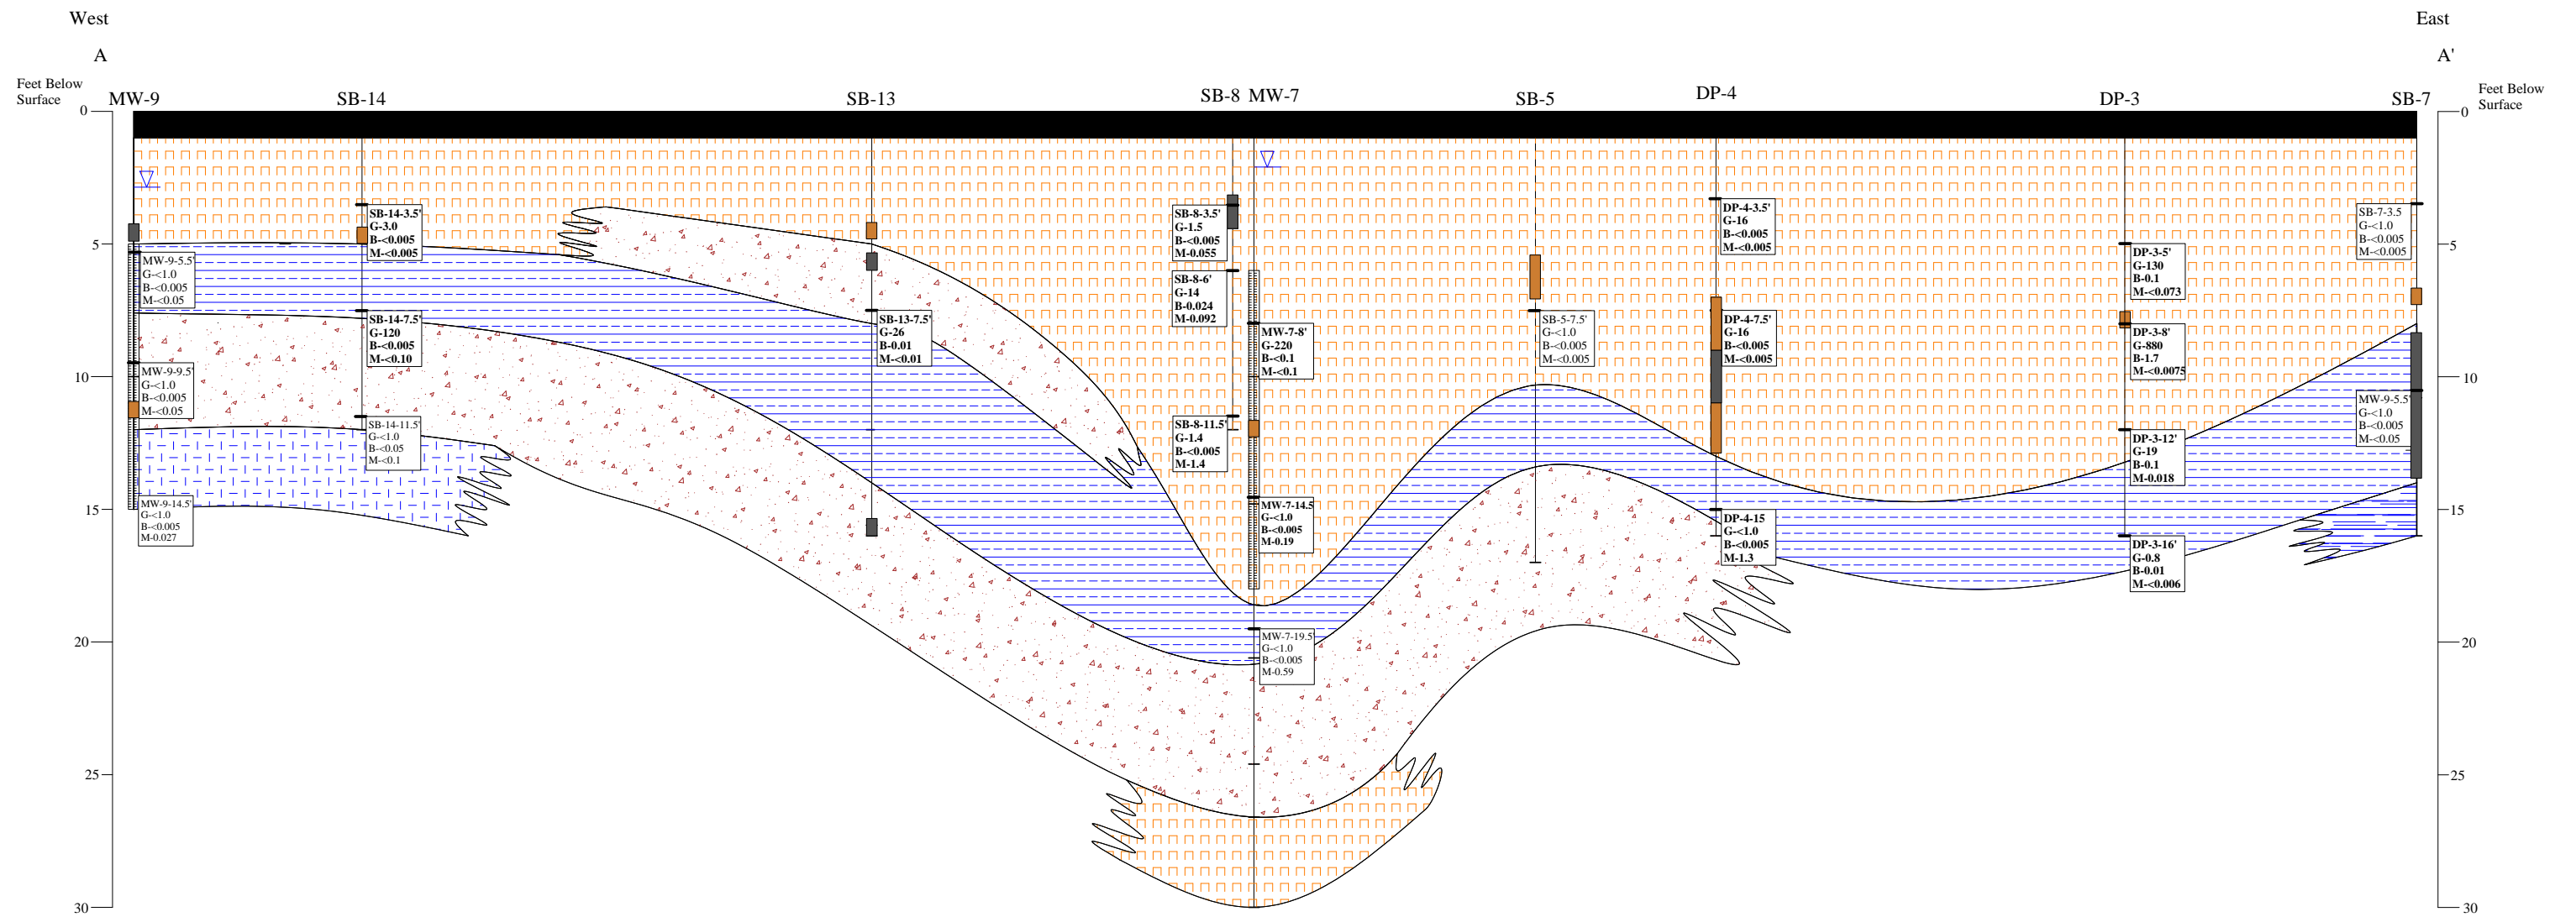 West
East
A
A'
Feet Below
Surface
Feet Below
Surface
MW-9
SB-14
SB-13
SB-8
MW-7
SB-5
DP-4
DP-3
SB-7
0
5
10
15
20
25
30
0
5
10
15
20
25
30
MW-9-5.5'
G-<1.0
B-<0.005
M-<0.05
MW-9-9.5'
G-<1.0
B-<0.005
M-<0.05
MW-9-14.5'
G-<1.0
B-<0.005
M-0.027
SB-14-3.5'
G-3.0
B-<0.005
M-<0.005
SB-14-7.5'
G-120
B-<0.005
M-<0.10
SB-14-11.5'
G-<1.0
B-<0.05
M-<0.1
SB-13-7.5'
G-26
B-0.01
M-<0.01
SB-8-3.5'
G-1.5
B-<0.005
M-0.055
SB-8-6'
G-14
B-0.024
M-0.092
SB-8-11.5'
G-1.4
B-<0.005
M-1.4
MW-7-8'
G-220
B-<0.1
M-<0.1
MW-7-14.5
G-<1.0
B-<0.005
M-0.19
MW-7-19.5'
G-<1.0
B-<0.005
M-0.59
SB-5-7.5'
G-<1.0
B-<0.005
M-<0.005
DP-4-3.5'
G-16
B-<0.005
M-<0.005
DP-4-7.5'
G-16
B-<0.005
M-<0.005
DP-4-15
G-<1.0
B-<0.005
M-1.3
DP-3-5'
G-130
B-0.1
M-<0.073
DP-3-8'
G-880
B-1.7
M-<0.0075
DP-3-12'
G-19
B-0.1
M-0.018
DP-3-16'
G-0.8
B-0.01
M-<0.006
SB-7-3.5
G-<1.0
B-<0.005
M-<0.005
MW-9-5.5'
G-<1.0
B-<0.005
M-<0.05